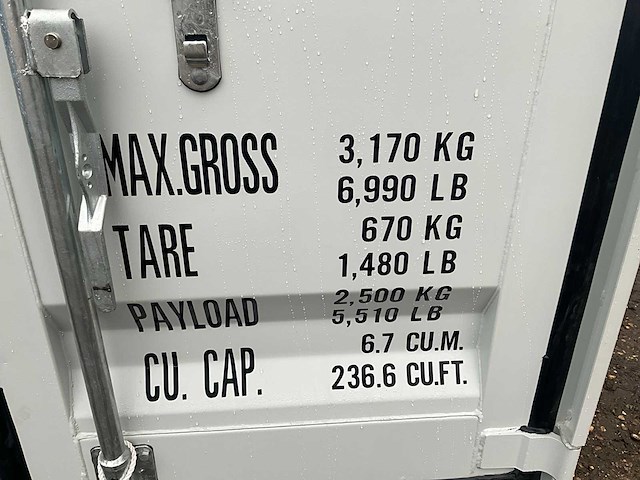 MAX.GROSS 3,170 KG
6,990 LB
TARE 670 KG
1,480 LB
PAYLOAD 2,500 KG
5,510 LB
CU. CAP. 6.7 CU.M.
236.6 CU.FT.